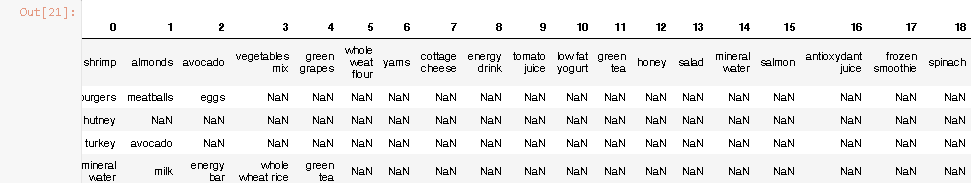 Out[21]:
0 1 2 3 4 5 6 7 8 9 10 11 12 13 14 15 16 17 18
shrimp almonds avocado vegetables mix green grapes whole weat flour yams cottage cheese energy drink tomato juice low fat yogurt green tea honey salad mineral water salmon antioxydant juice frozen smoothie spinach
urgers meatballs eggs NaN NaN NaN NaN NaN NaN NaN NaN NaN NaN NaN NaN NaN NaN NaN NaN
hutney NaN NaN NaN NaN NaN NaN NaN NaN NaN NaN NaN NaN NaN NaN NaN NaN NaN NaN
turkey avocado NaN NaN NaN NaN NaN NaN NaN NaN NaN NaN NaN NaN NaN NaN NaN NaN NaN
mineral water milk energy bar whole wheat rice green tea NaN NaN NaN NaN NaN NaN NaN NaN NaN NaN NaN NaN NaN NaN